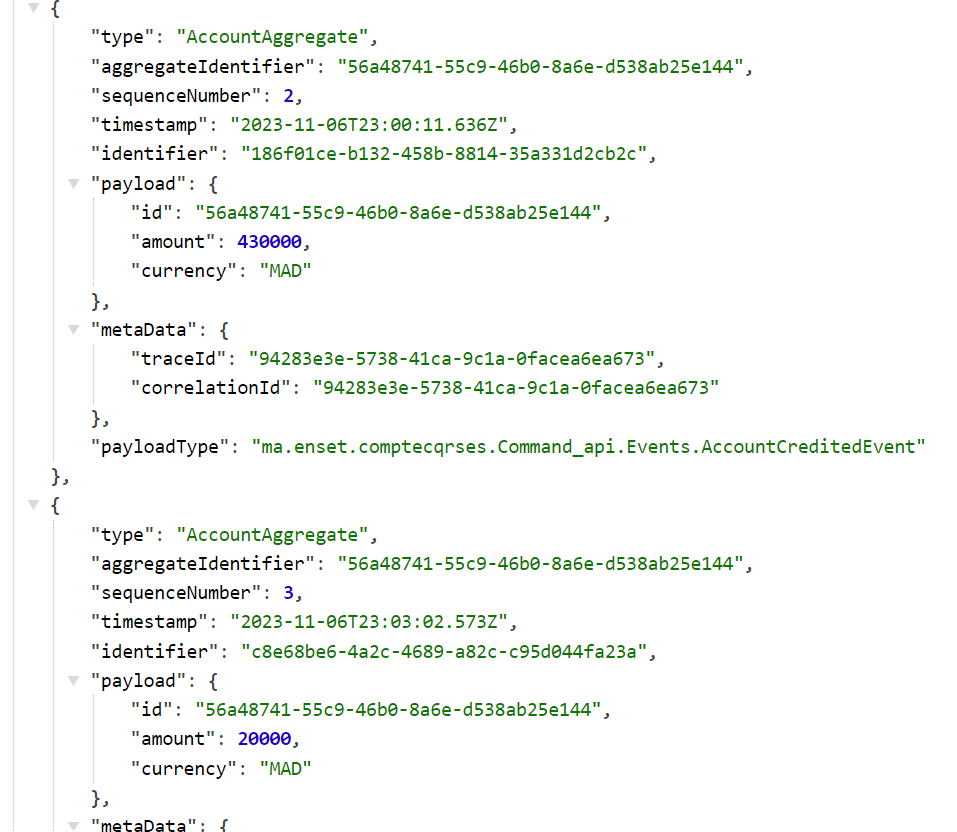 {
"type": "AccountAggregate",
"aggregateIdentifier": "56a48741-55c9-46b0-8a6e-d538ab25e144",
"sequenceNumber": 2,
"timestamp": "2023-11-06T23:00:11.636Z",
"identifier": "186f01ce-b132-458b-8814-35a331d2cb2c",
"payload": {
"id": "56a48741-55c9-46b0-8a6e-d538ab25e144",
"amount": 430000,
"currency": "MAD"
},
"metaData": {
"traceId": "94283e3e-5738-41ca-9c1a-0facea6ea673",
"correlationId": "94283e3e-5738-41ca-9c1a-0facea6ea673"
},
"payloadType": "ma.enset.comptecqrses.Command_api.Events.AccountCreditedEvent"
},
{
"type": "AccountAggregate",
"aggregateIdentifier": "56a48741-55c9-46b0-8a6e-d538ab25e144",
"sequenceNumber": 3,
"timestamp": "2023-11-06T23:03:02.573Z",
"identifier": "c8e68be6-4a2c-4689-a82c-c95d044fa23a",
"payload": {
"id": "56a48741-55c9-46b0-8a6e-d538ab25e144",
"amount": 20000,
"currency": "MAD"
},
"metaData": {